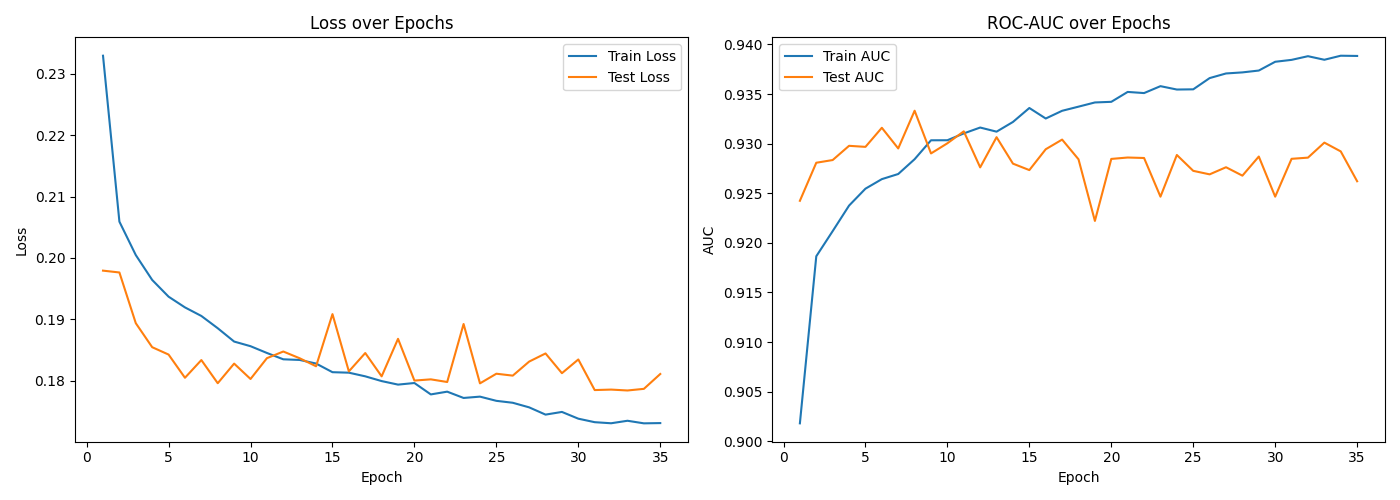 Loss over Epochs
Train Loss
Test Loss
0.23
0.22
0.21
0.20
0.19
0.18
Loss
0 5 10 15 20 25 30 35
Epoch
ROC-AUC over Epochs
Train AUC
Test AUC
0.940
0.935
0.930
0.925
0.920
0.915
0.910
0.905
0.900
AUC
0 5 10 15 20 25 30 35
Epoch